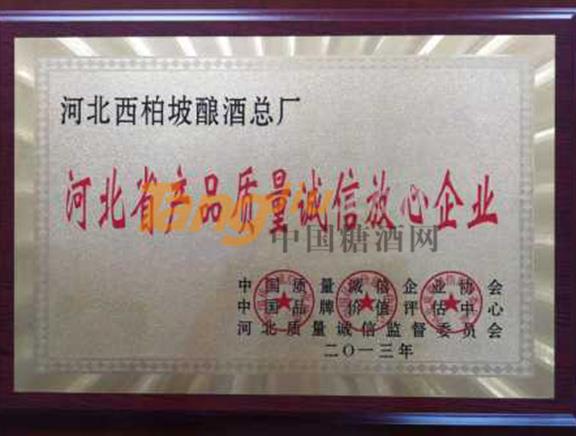 河北西柏坡酿酒总厂
河北省产品质量诚信放心企业
中国糖酒网
中国质量诚信企业协会
中国品牌价值评估中心
河北质量诚信监督委员会
二〇一三年